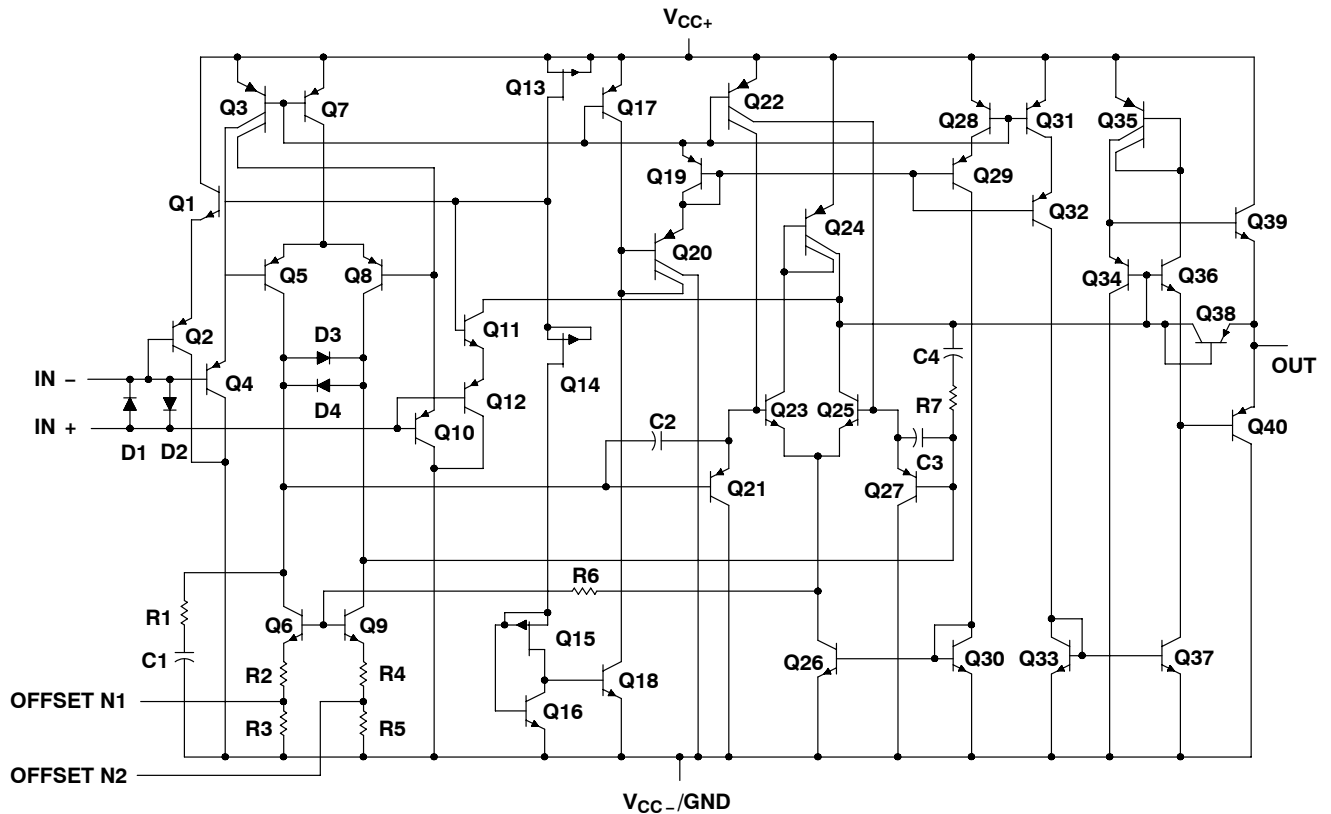 VCC+
Q3
Q7
Q13
Q17
Q22
Q28
Q31
Q35
Q1
Q19
Q29
Q32
Q39
Q5
Q8
Q20
Q24
Q34
Q36
Q2
D3
Q11
Q38
IN −
Q4
D4
Q14
C4
OUT
Q12
R7
IN +
D1
D2
Q10
C2
Q23
Q25
C3
Q40
Q21
Q27
R6
R1
Q6
Q9
Q15
C1
R2
R4
Q26
Q30
Q33
Q37
Q18
OFFSET N1
R3
R5
Q16
OFFSET N2
VCC−/GND